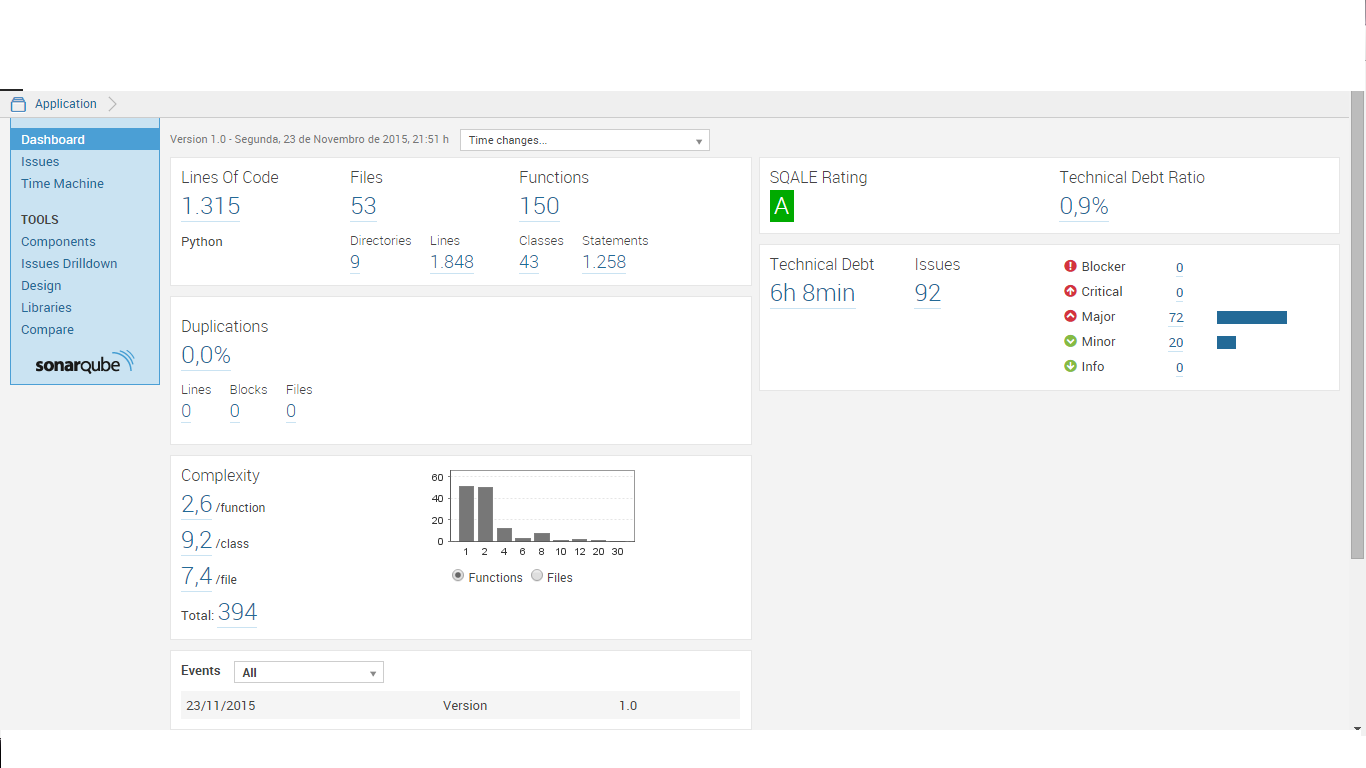 Application
Dashboard
Issues
Time Machine
TOOLS
Components
Issues Drilldown
Design
Libraries
Compare
sonarqube
Version 1.0 - Segunda, 23 de Novembro de 2015, 21:51 h
Time changes...
Lines Of Code
1.315
Python
Files
53
Directories
9
Lines
1.848
Functions
150
Classes
43
Statements
1.258
Duplications
0,0%
Lines
0
Blocks
0
Files
0
Complexity
2,6 /function
9,2 /class
7,4 /file
Total: 394
60
40
20
0
1 2 4 6 8 10 12 20 30
Functions Files
Events All
23/11/2015 Version 1.0
SQALE Rating
A
Technical Debt Ratio
0,9%
Technical Debt
6h 8min
Issues
92
Blocker 0
Critical 0
Major 72
Minor 20
Info 0